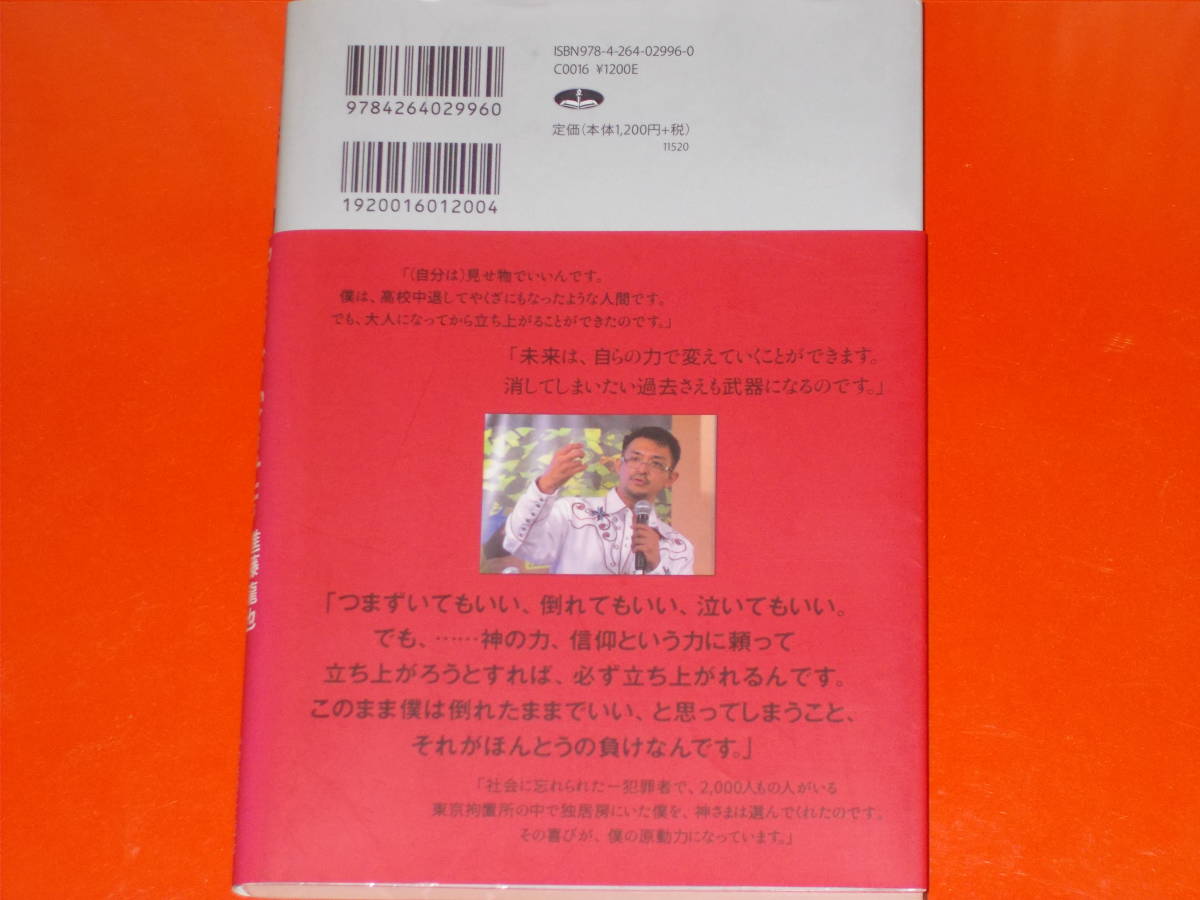 ISBN978-4-264-02996-0
C0016 ¥1200E
9784264029960
定価(本体1,200円+税)
11520
1920016012004
「(自分は)見せ物でいいんです。
僕は、高校中退してやくざにもなったような人間です。
でも、大人になってから立ち上がることができたのです。」
「未来は、自らの力で変えていくことができます。
消してしまいたい過去さえも武器になるのです。」
「つまずいてもいい、倒れてもいい、泣いてもいい。
でも、……神の力、信仰という力に頼って
立ち上がろうとすれば、必ず立ち上がれるんです。
このまま僕は倒れたままでいい、と思ってしまうこと、
それがほんとうの負けなんです。」
「社会に忘れられた一犯罪者で、2,000人もの人がいる
東京拘置所の中で独居房にいた僕を、神さまは選んでくれたのです。
その喜びが、僕の原動力になっています。」